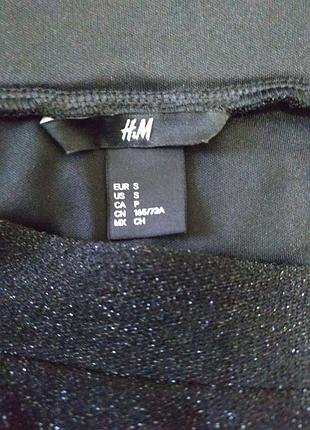 H&M
EUR S
US S
CA P
CN 165/72A
MX CH